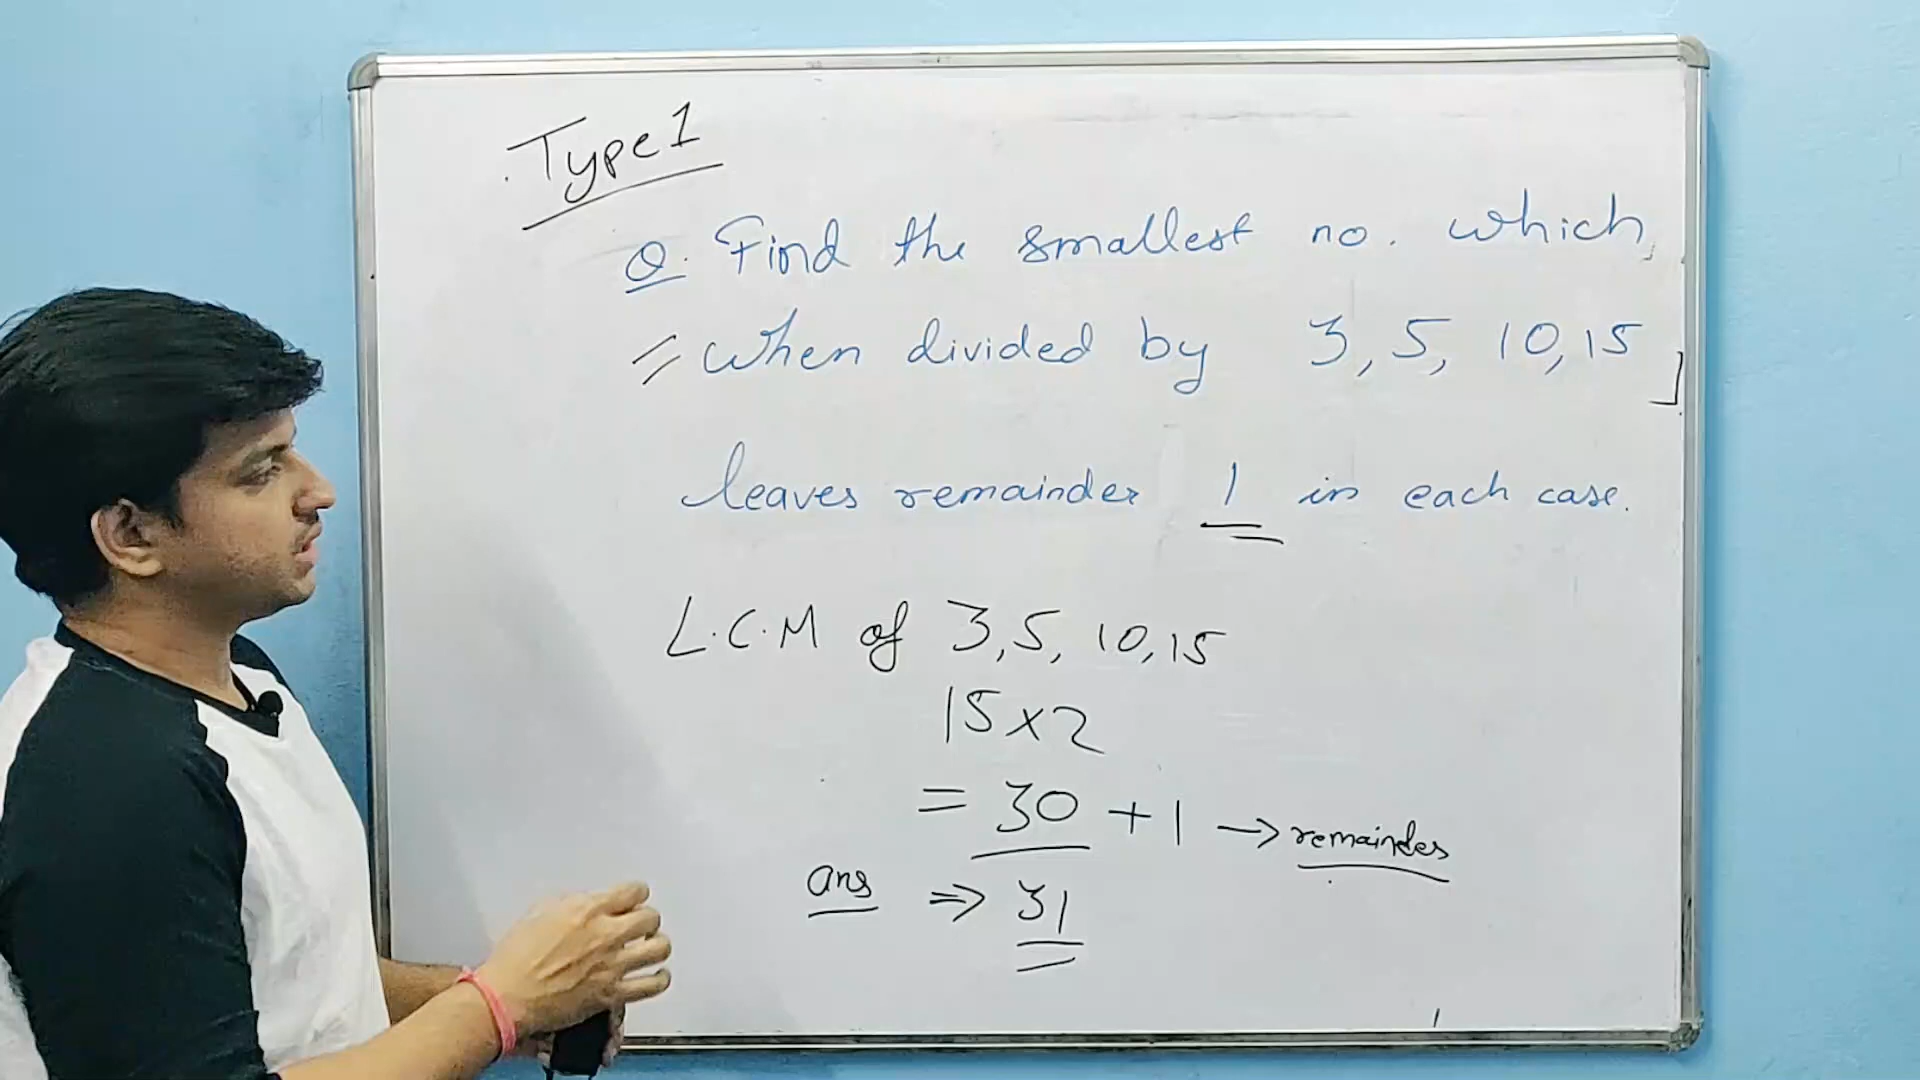 Type 1
Q. Find the smallest no. which,
when divided by 3, 5, 10, 15
leaves remainder 1 in each case.
L.C.M of 3, 5, 10, 15
15 x 2
= 30 + 1 → remainder
ans ⇒ 31